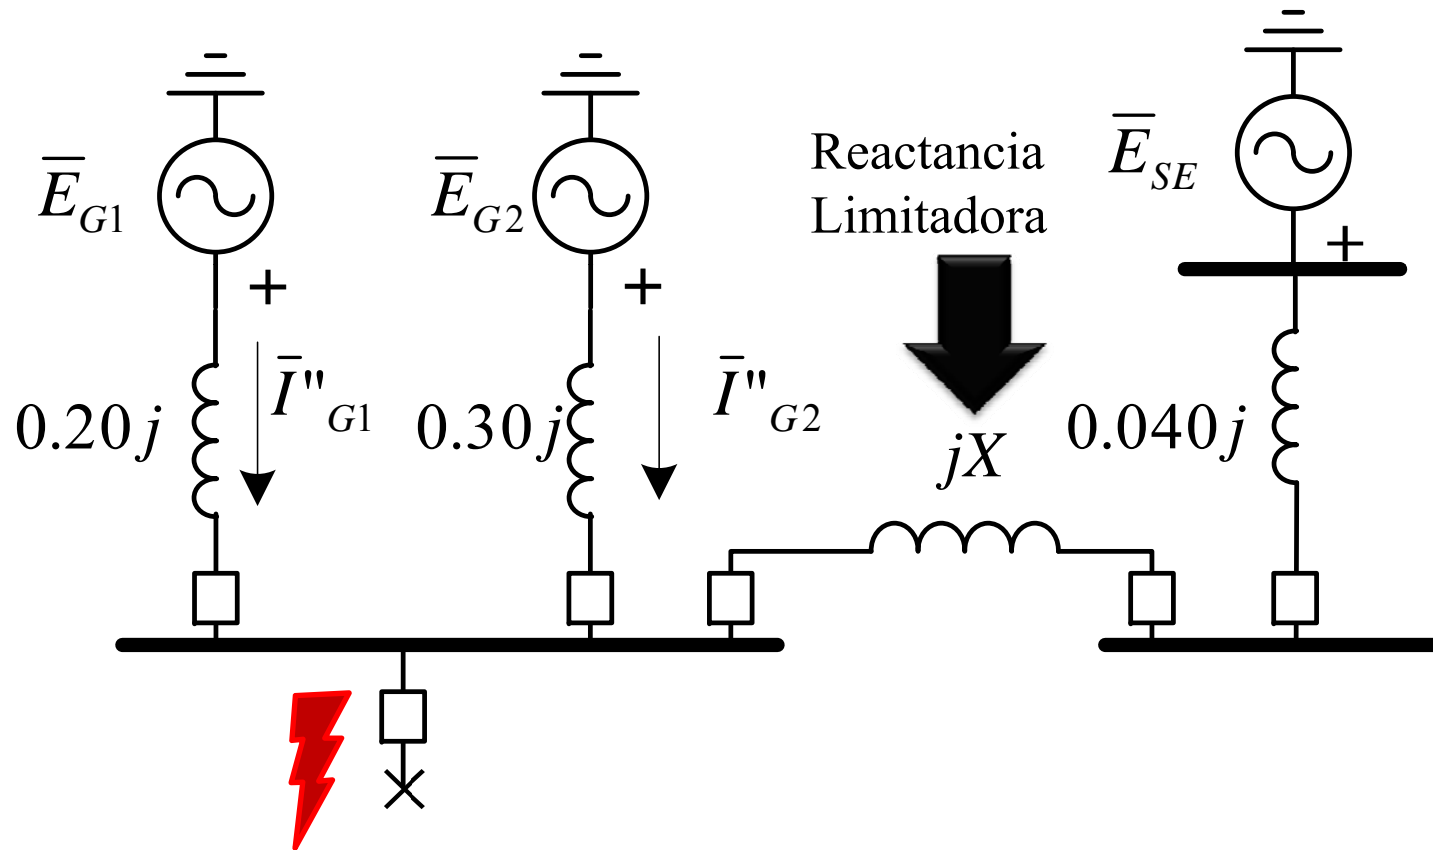 E̅G1
+
E̅G2
+
Reactancia
Limitadora
E̅SE
+
0.20j
I̅"G1
0.30j
I̅"G2
jX
0.040j